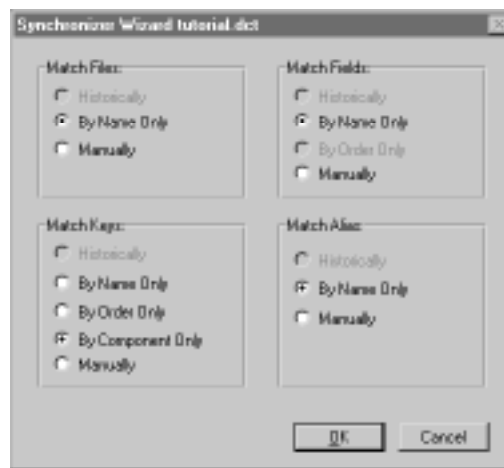 Synchronizer Wizard tutorial.dct
Match Files:
Historically
By Name Only
Manually
Match Fields:
Historically
By Name Only
By Order Only
Manually
Match Keys:
Historically
By Name Only
By Order Only
By Component Only
Manually
Match Alias:
Historically
By Name Only
Manually
OK
Cancel